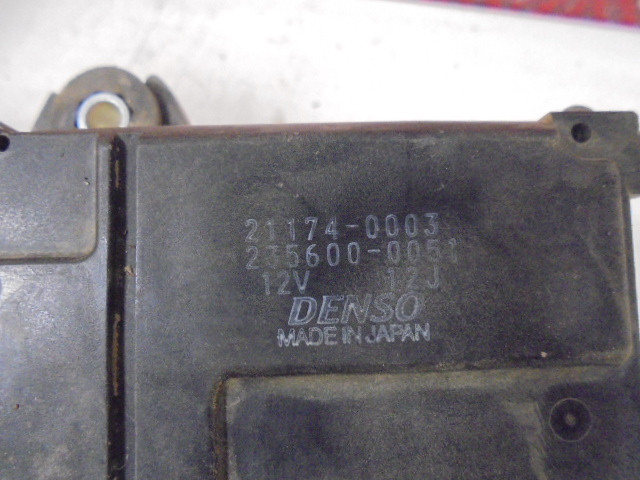 21174-0003
235600-0051
12V 12J
DENSO
MADE IN JAPAN